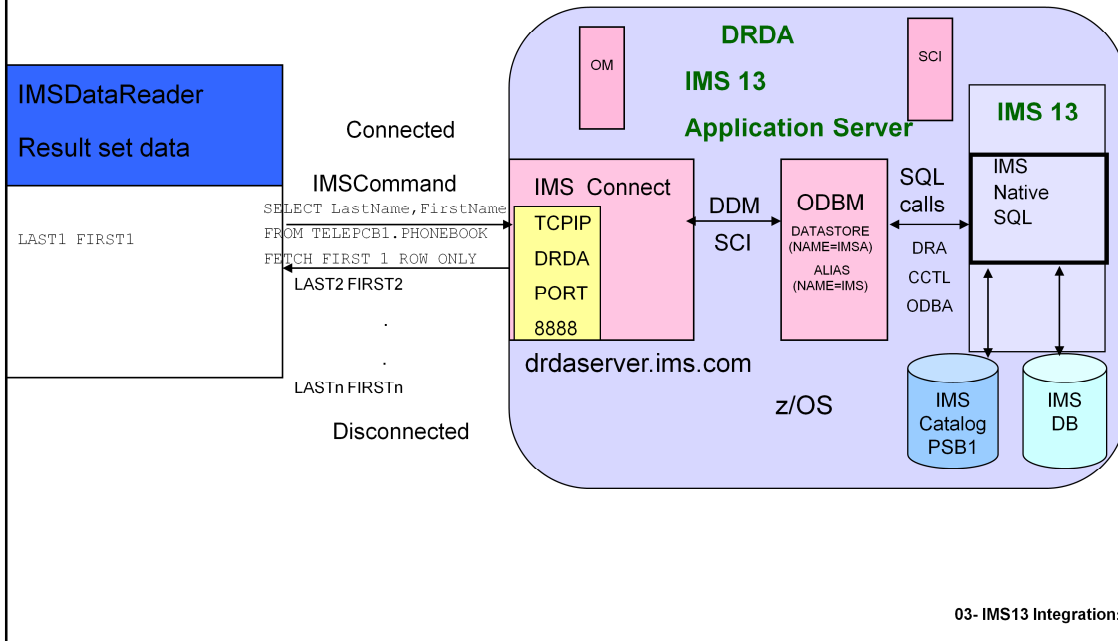 DRDA
IMS 13
Application Server
OM
SCI
IMS 13
IMSDataReader
Result set data
LAST1 FIRST1
Connected
IMSCommand
SELECT LastName,FirstName
FROM TELEPCB1.PHONEBOOK
FETCH FIRST 1 ROW ONLY
LAST2 FIRST2
.
.
LASTn FIRSTn
Disconnected
IMS Connect
TCPIP
DRDA
PORT
8888
drdaserver.ims.com
DDM
SCI
ODBM
DATASTORE
(NAME=IMSA)
ALIAS
(NAME=IMS)
SQL
calls
DRA
CCTL
ODBA
IMS
Native
SQL
z/OS
IMS
Catalog
PSB1
IMS
DB
03- IMS13 Integration: